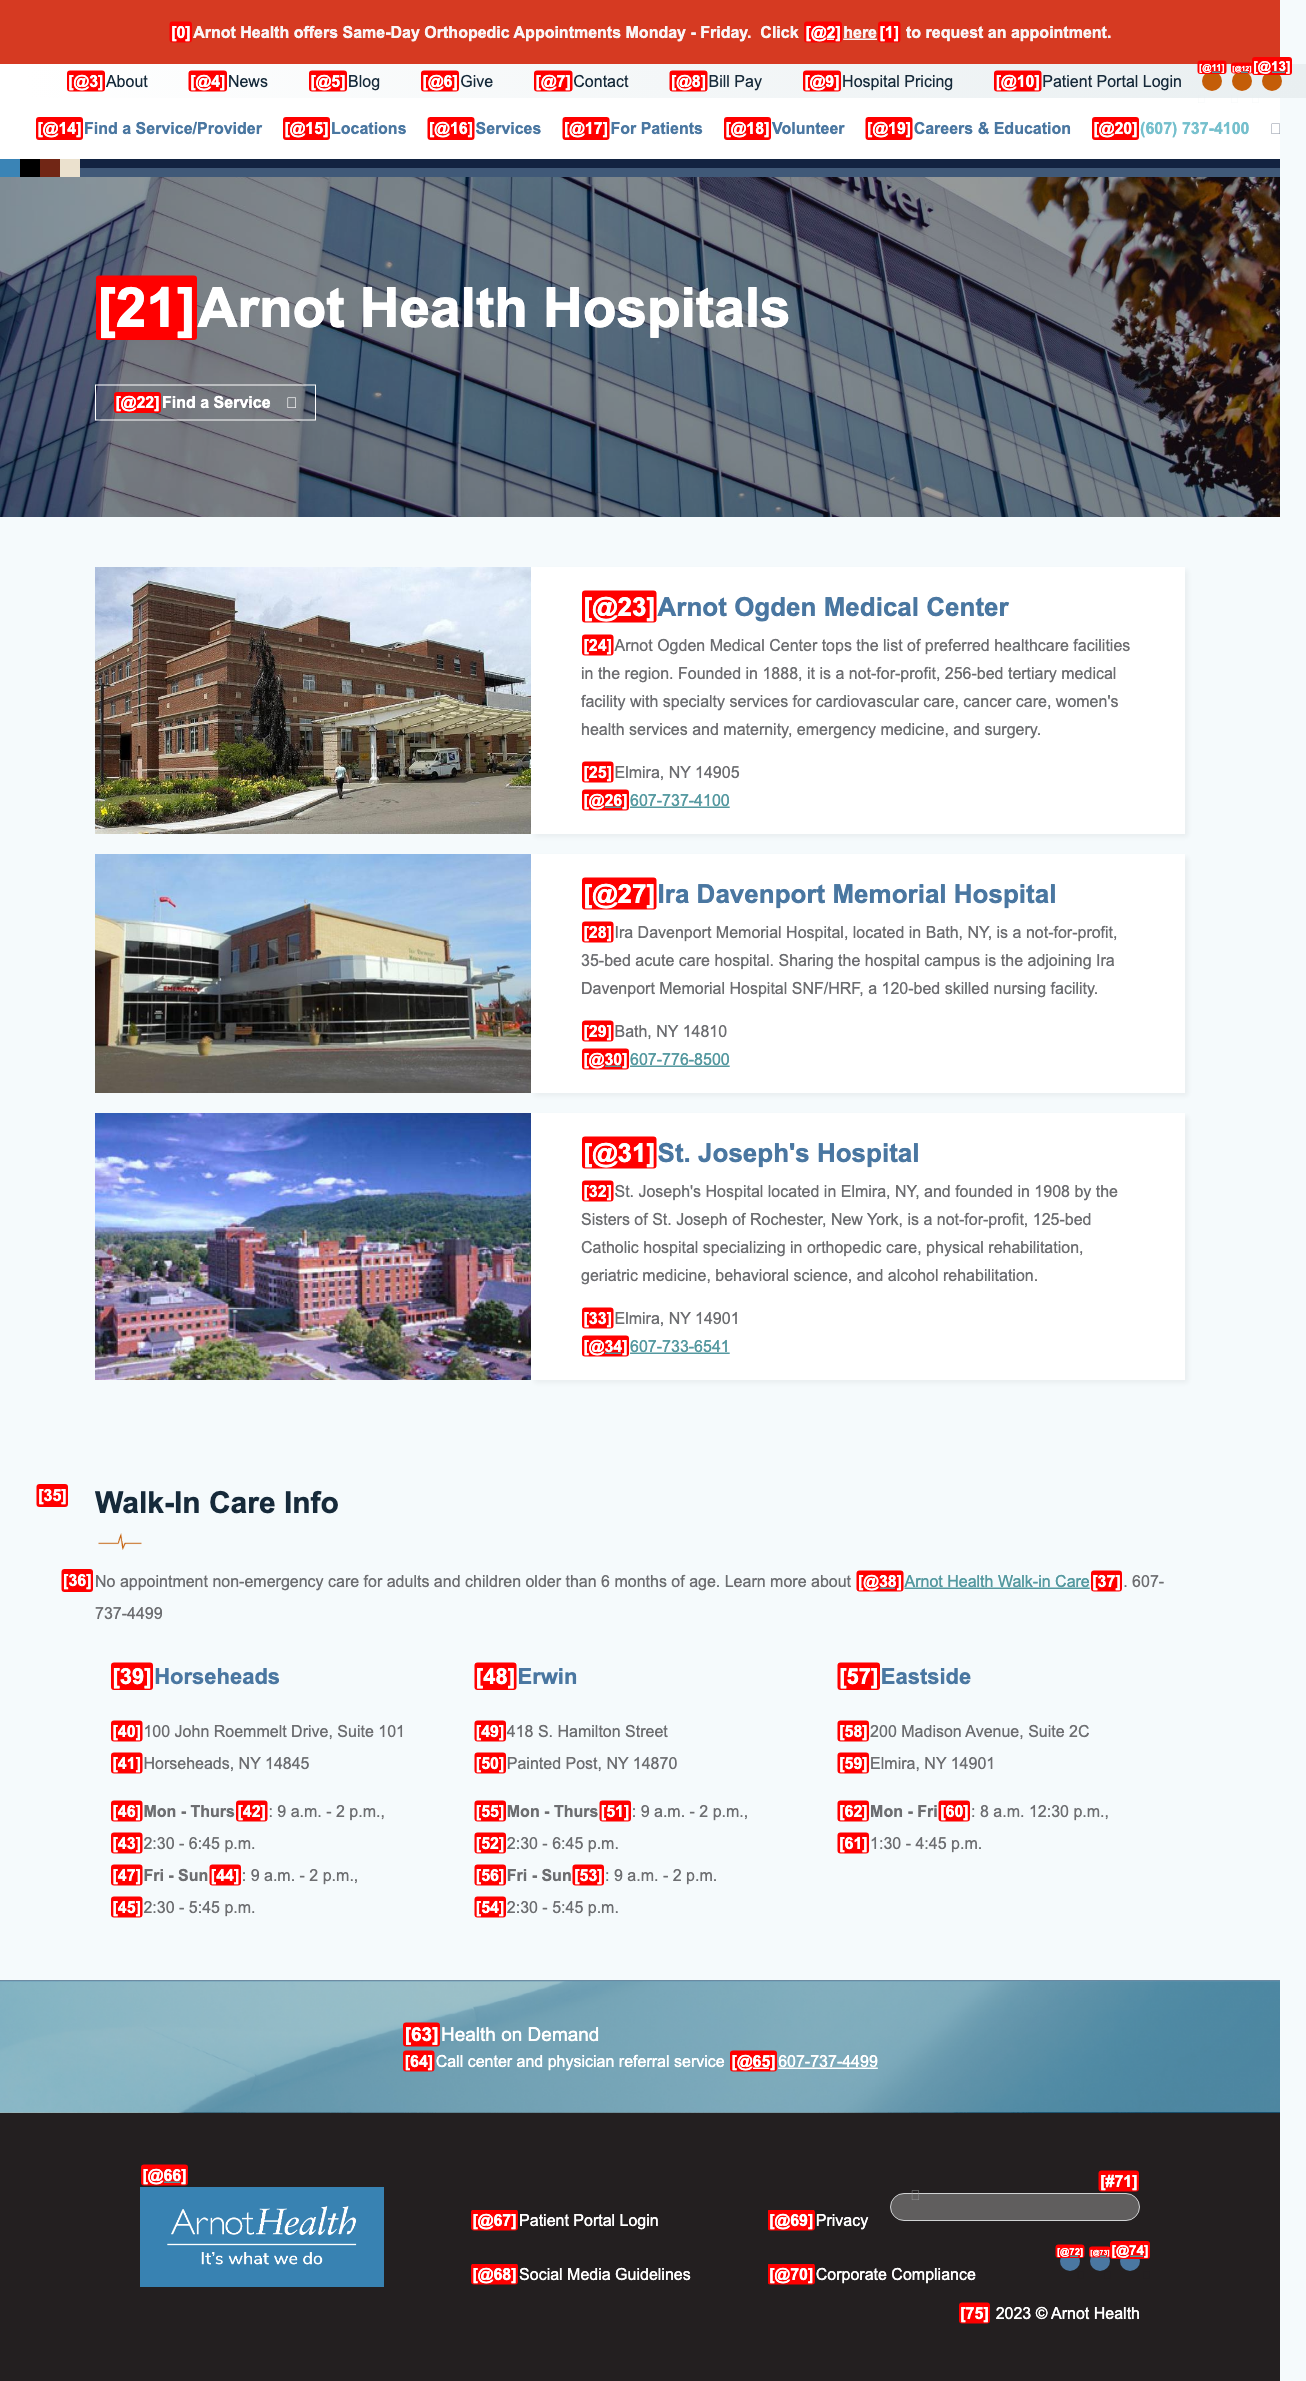 [0]Arnot Health offers Same-Day Orthopedic Appointments Monday - Friday. Click [@2]here[1] to request an appointment.
[@3]About [@4]News [@5]Blog [@6]Give [@7]Contact [@8]Bill Pay [@9]Hospital Pricing [@10]Patient Portal Login [@11] [@12] [@13]
[@14]Find a Service/Provider [@15]Locations [@16]Services [@17]For Patients [@18]Volunteer [@19]Careers & Education [@20](607) 737-4100
enter
[21]Arnot Health Hospitals
[@22]Find a Service
[@23]Arnot Ogden Medical Center
[24]Arnot Ogden Medical Center tops the list of preferred healthcare facilities
in the region. Founded in 1888, it is a not-for-profit, 256-bed tertiary medical
facility with specialty services for cardiovascular care, cancer care, women's
health services and maternity, emergency medicine, and surgery.
[25]Elmira, NY 14905
[@26]607-737-4100
EMERGENCY
[@27]Ira Davenport Memorial Hospital
[28]Ira Davenport Memorial Hospital, located in Bath, NY, is a not-for-profit,
35-bed acute care hospital. Sharing the hospital campus is the adjoining Ira
Davenport Memorial Hospital SNF/HRF, a 120-bed skilled nursing facility.
[29]Bath, NY 14810
[@30]607-776-8500
[@31]St. Joseph's Hospital
[32]St. Joseph's Hospital located in Elmira, NY, and founded in 1908 by the
Sisters of St. Joseph of Rochester, New York, is a not-for-profit, 125-bed
Catholic hospital specializing in orthopedic care, physical rehabilitation,
geriatric medicine, behavioral science, and alcohol rehabilitation.
[33]Elmira, NY 14901
[@34]607-733-6541
[35] Walk-In Care Info
[36]No appointment non-emergency care for adults and children older than 6 months of age. Learn more about [@38]Arnot Health Walk-in Care[37]. 607-
737-4499
[39]Horseheads
[40]100 John Roemmelt Drive, Suite 101
[41]Horseheads, NY 14845
[46]Mon - Thurs[42]: 9 a.m. - 2 p.m.,
[43]2:30 - 6:45 p.m.
[47]Fri - Sun[44]: 9 a.m. - 2 p.m.,
[45]2:30 - 5:45 p.m.
[48]Erwin
[49]418 S. Hamilton Street
[50]Painted Post, NY 14870
[55]Mon - Thurs[51]: 9 a.m. - 2 p.m.,
[52]2:30 - 6:45 p.m.
[56]Fri - Sun[53]: 9 a.m. - 2 p.m.
[54]2:30 - 5:45 p.m.
[57]Eastside
[58]200 Madison Avenue, Suite 2C
[59]Elmira, NY 14901
[62]Mon - Fri[60]: 8 a.m. 12:30 p.m.,
[61]1:30 - 4:45 p.m.
[63]Health on Demand
[64]Call center and physician referral service [@65]607-737-4499
[@66]
ArnotHealth
It's what we do
[@67]Patient Portal Login
[@68]Social Media Guidelines
[@69]Privacy
[@70]Corporate Compliance
[#71]
[@72] [@73] [@74]
[75] 2023 © Arnot Health